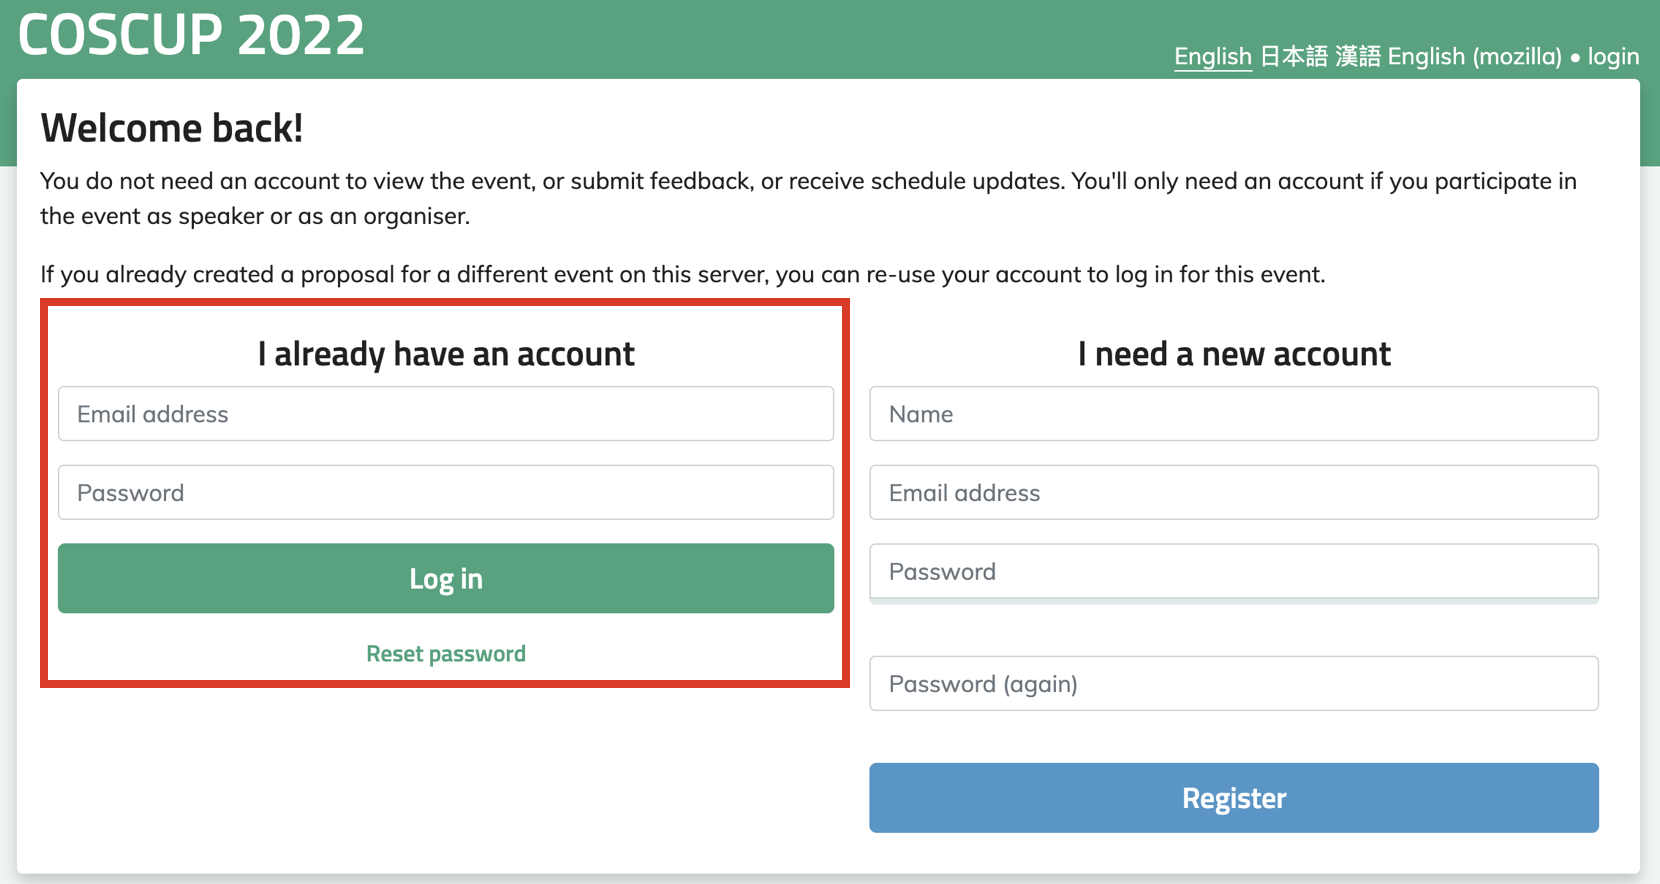 COSCUP 2022
English 日本語 漢語 English (mozilla) • login
Welcome back!
You do not need an account to view the event, or submit feedback, or receive schedule updates. You'll only need an account if you participate in
the event as speaker or as an organiser.
If you already created a proposal for a different event on this server, you can re-use your account to log in for this event.
I already have an account
Email address
Password
Log in
Reset password
I need a new account
Name
Email address
Password
Password (again)
Register